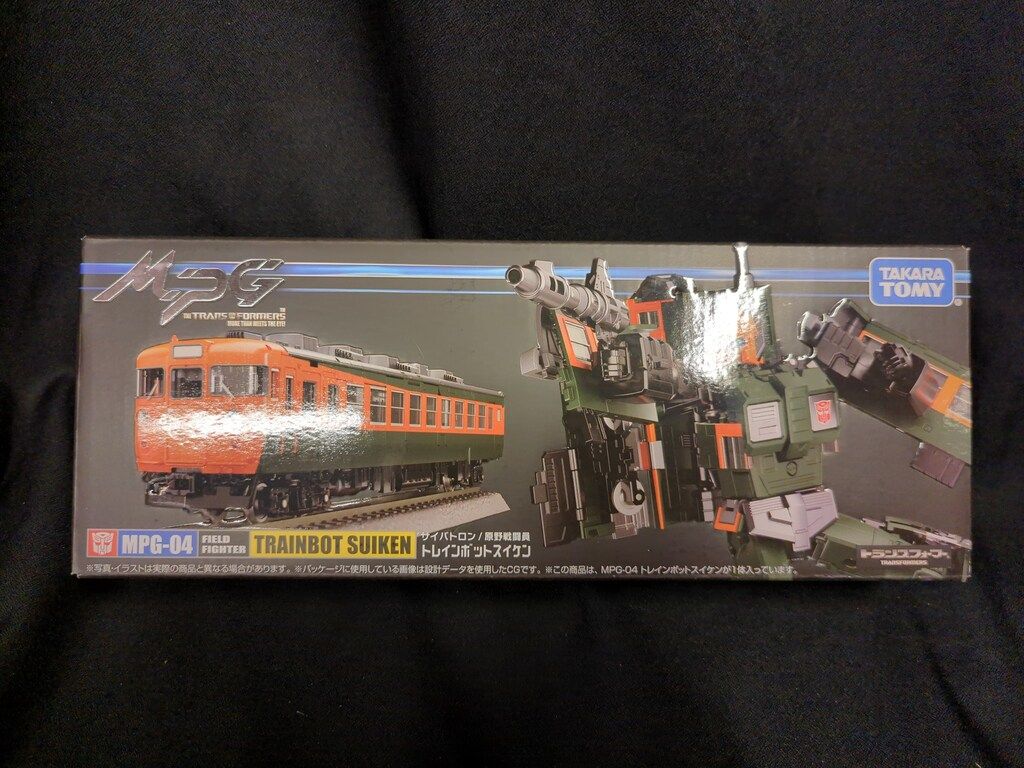 MPG
THE TRANSFORMERS
MORE THAN MEETS THE EYE!
TAKARA
TOMY
MPG-04
FIELD
FIGHTER
TRAINBOT SUIKEN
サイバトロン/原野戦闘員
トレインボットスイケン
トランスフォーマー
TRANSFORMERS
※写真・イラストは実際の商品と異なる場合があります。※パッケージに使用している画像は設計データを使用したCGです。※この商品は、MPG-04 トレインボットスイケンが1体入っています。